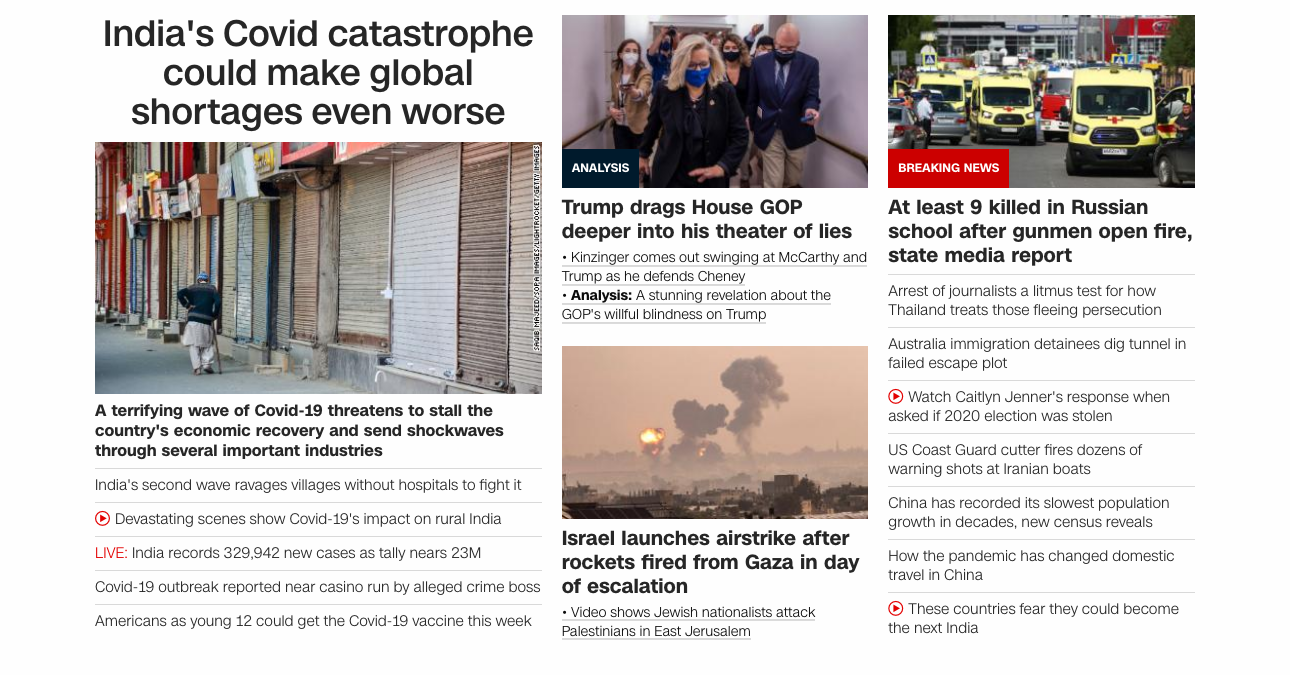 India's Covid catastrophe
could make global
shortages even worse
SAQIB MAJEED/SOPA IMAGES/LIGHTROCKET/GETTY IMAGES
A terrifying wave of Covid-19 threatens to stall the
country's economic recovery and send shockwaves
through several important industries
India's second wave ravages villages without hospitals to fight it
Devastating scenes show Covid-19's impact on rural India
LIVE: India records 329,942 new cases as tally nears 23M
Covid-19 outbreak reported near casino run by alleged crime boss
Americans as young 12 could get the Covid-19 vaccine this week
ANALYSIS
Trump drags House GOP
deeper into his theater of lies
• Kinzinger comes out swinging at McCarthy and
Trump as he defends Cheney
• Analysis: A stunning revelation about the
GOP's willful blindness on Trump
Israel launches airstrike after
rockets fired from Gaza in day
of escalation
• Video shows Jewish nationalists attack
Palestinians in East Jerusalem
BREAKING NEWS
At least 9 killed in Russian
school after gunmen open fire,
state media report
Arrest of journalists a litmus test for how
Thailand treats those fleeing persecution
Australia immigration detainees dig tunnel in
failed escape plot
Watch Caitlyn Jenner's response when
asked if 2020 election was stolen
US Coast Guard cutter fires dozens of
warning shots at Iranian boats
China has recorded its slowest population
growth in decades, new census reveals
How the pandemic has changed domestic
travel in China
These countries fear they could become
the next India